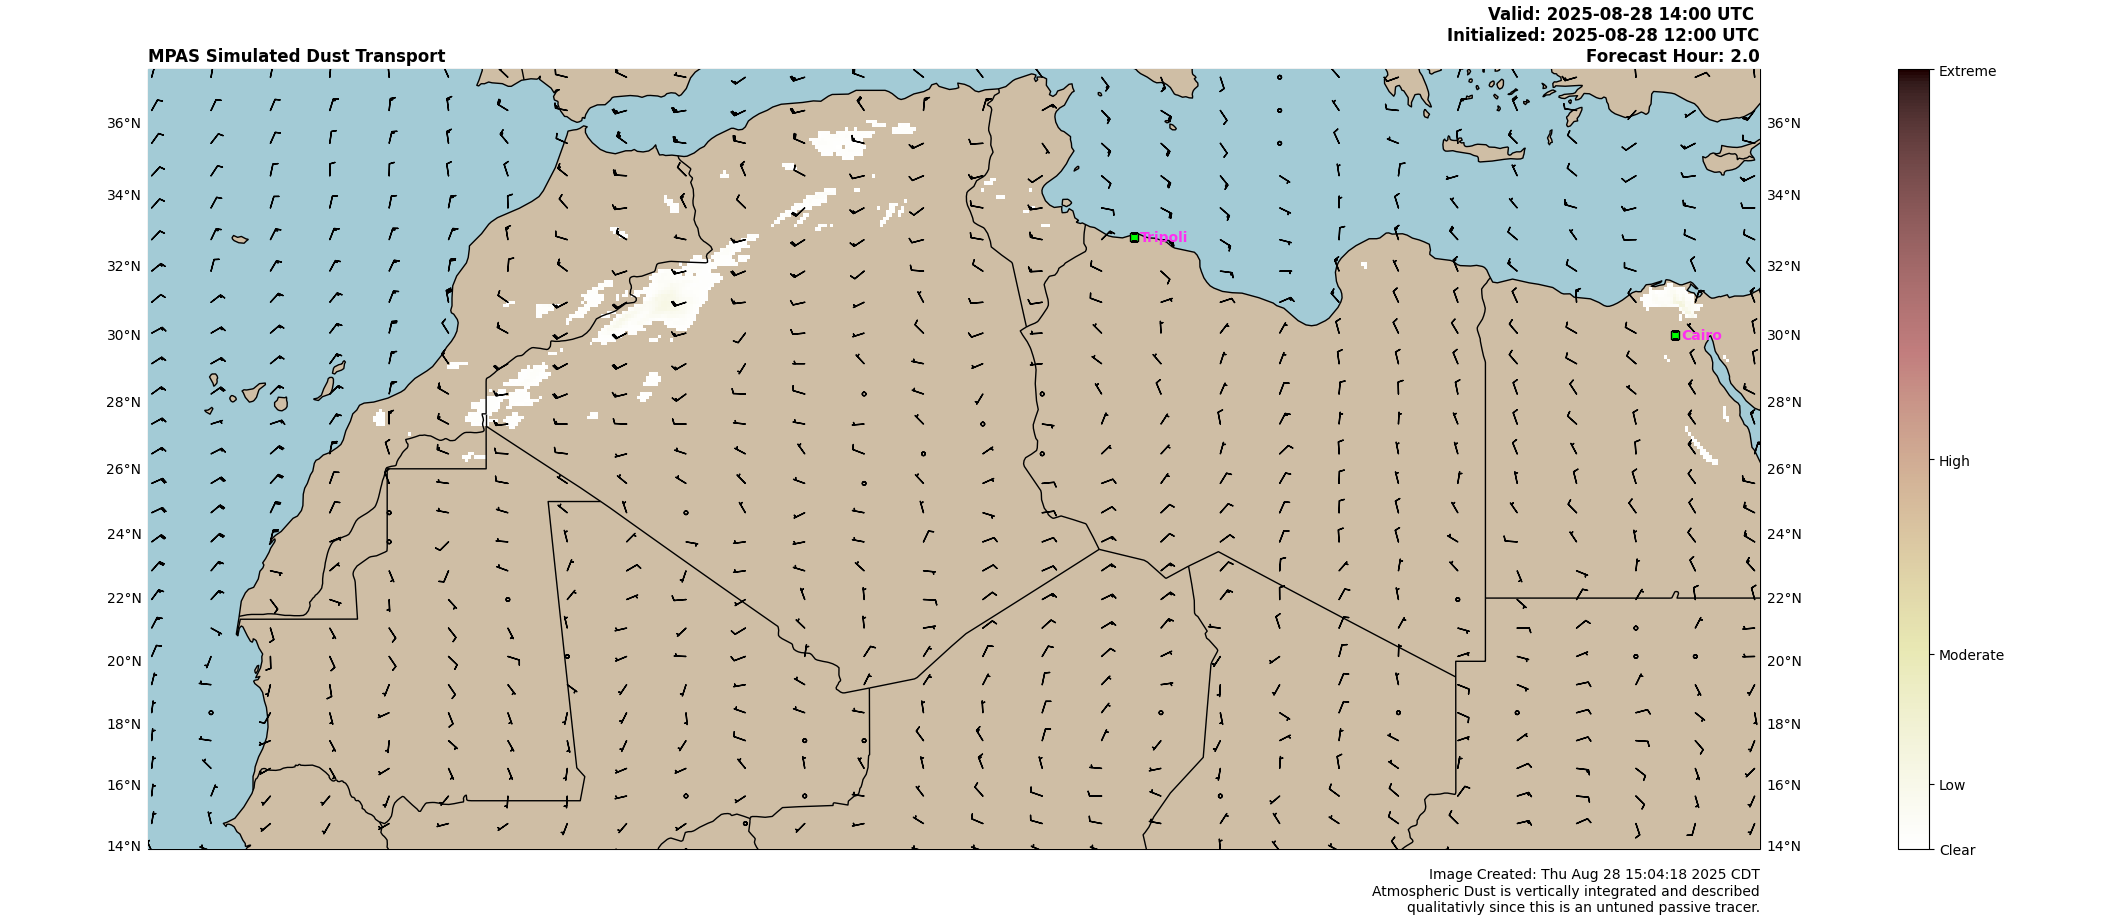 Valid: 2025-08-28 14:00 UTC
Initialized: 2025-08-28 12:00 UTC
MPAS Simulated Dust Transport
Forecast Hour: 2.0
Extreme
36°N
36°N
34°N
34°N
Tripoli
32°N
32°N
30°N
Cairo
30°N
28°N
28°N
26°N
26°N
High
24°N
24°N
22°N
22°N
20°N
20°N
Moderate
18°N
18°N
16°N
16°N
Low
14°N
14°N
Clear
Image Created: Thu Aug 28 15:04:18 2025 CDT
Atmospheric Dust is vertically integrated and described
qualitativly since this is an untuned passive tracer.